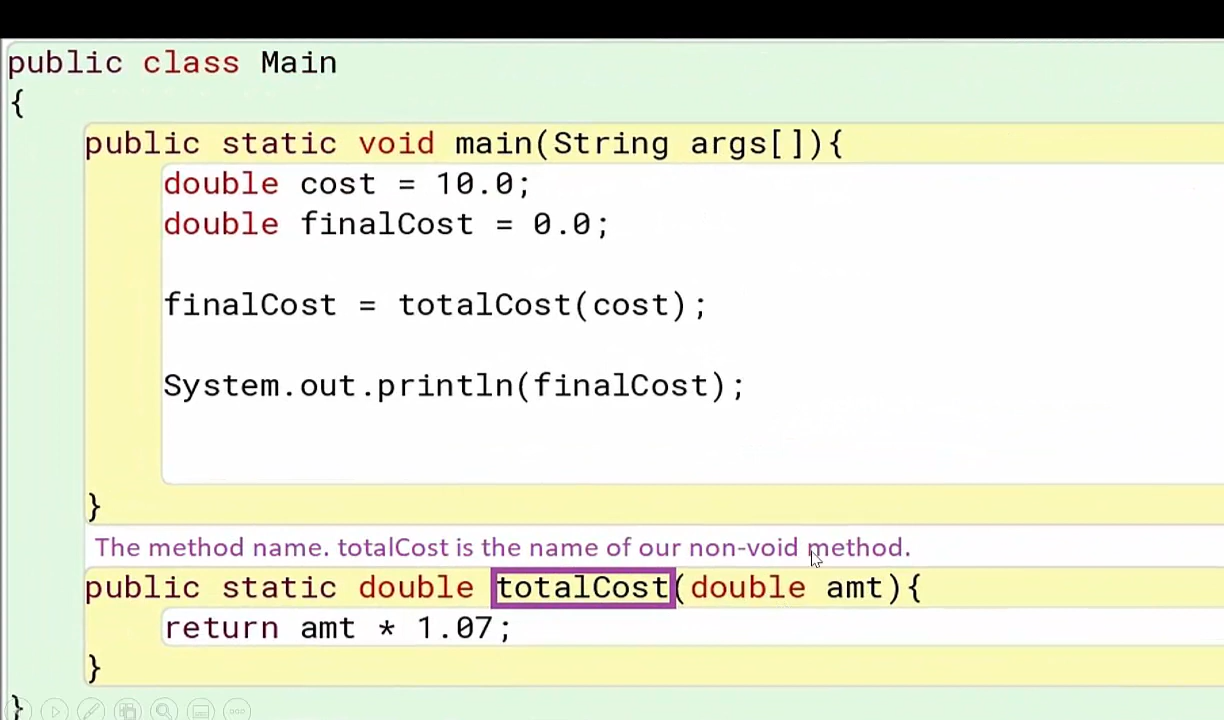 public class Main
{
public static void main(String args[]){
double cost = 10.0;
double finalCost = 0.0;
finalCost = totalCost(cost);
System.out.println(finalCost);
}
The method name. totalCost is the name of our non-void method.
public static double totalCost(double amt){
return amt * 1.07;
}
}